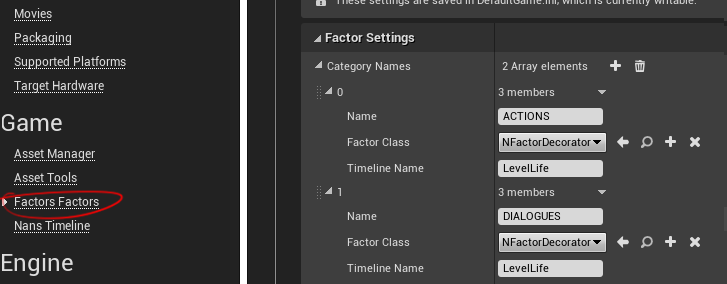 Movies
Packaging
Supported Platforms
Target Hardware
Game
Asset Manager
Asset Tools
Factors Factors
Nans Timeline
Engine
These settings are saved in DefaultGame.ini, which is currently writable.
Factor Settings
Category Names 2 Array elements
0 3 members
Name ACTIONS
Factor Class NFactorDecorator
Timeline Name LevelLife
1 3 members
Name DIALOGUES
Factor Class NFactorDecorator
Timeline Name LevelLife